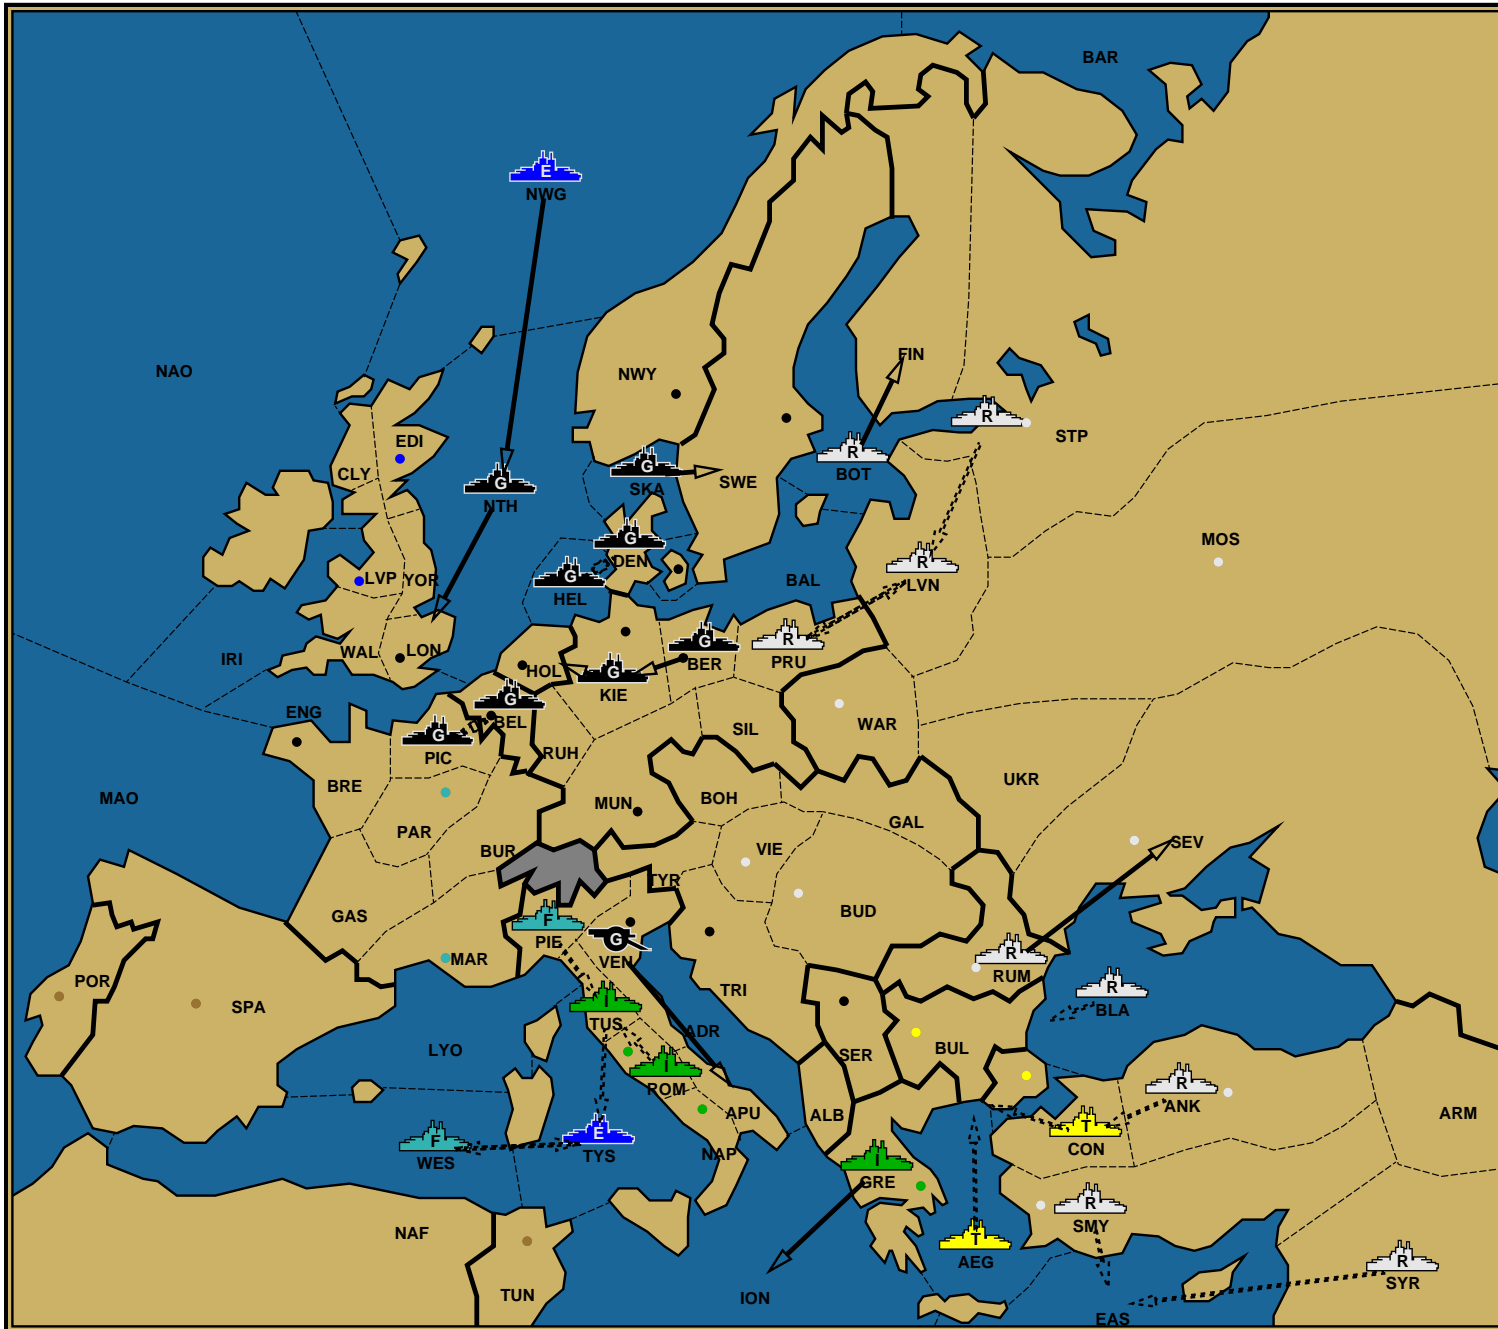 BAR
E
NWG
NAO
FIN
NWY
R
STP
EDI
R
BOT
G
SKA
SWE
CLY
G
NTH
MOS
G
DEN
R
LVN
G
HEL
BAL
LVP
YOR
IRI
WAL
LON
G
BER
R
PRU
HOL
G
KIE
G
BEL
ENG
G
PIC
RUH
SIL
WAR
UKR
BRE
MAO
MUN
BOH
GAL
PAR
BUR
VIE
SEV
TYR
GAS
BUD
F
PIE
G
VEN
MAR
R
RUM
POR
SPA
TRI
R
BLA
I
TUS
ADR
LYO
SER
BUL
I
ROM
R
ANK
APU
ALB
ARM
F
WES
E
TYS
NAP
T
CON
I
GRE
R
SMY
NAF
T
AEG
R
SYR
TUN
ION
EAS